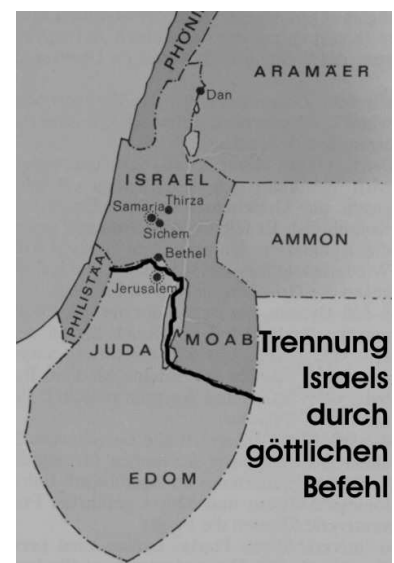 PHÖNI
ARAMÄER
Dan
ISRAEL
Samaria
Thirza
Sichem
AMMON
Bethel
PHILISTÄA
Jerusalem
JUDA
MOAB
Trennung
Israels
durch
göttlichen
Befehl
EDOM